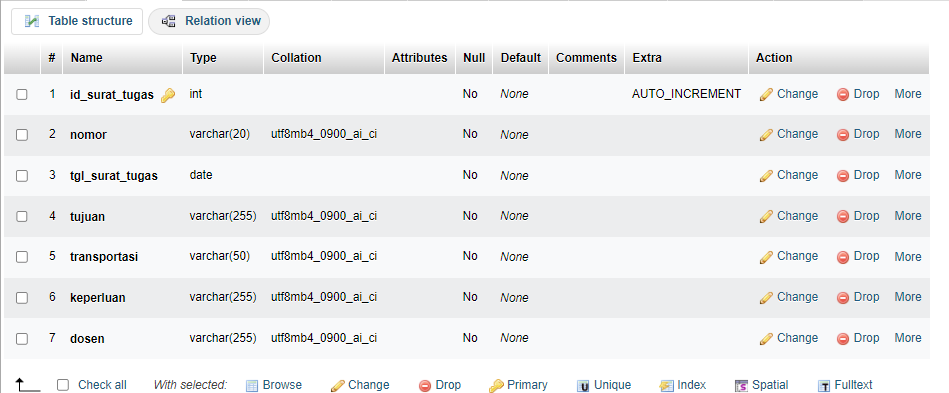 Table structure Relation view
# Name Type Collation Attributes Null Default Comments Extra Action
1 id_surat_tugas int No None AUTO_INCREMENT Change Drop More
2 nomor varchar(20) utf8mb4_0900_ai_ci No None Change Drop More
3 tgl_surat_tugas date No None Change Drop More
4 tujuan varchar(255) utf8mb4_0900_ai_ci No None Change Drop More
5 transportasi varchar(50) utf8mb4_0900_ai_ci No None Change Drop More
6 keperluan varchar(255) utf8mb4_0900_ai_ci No None Change Drop More
7 dosen varchar(255) utf8mb4_0900_ai_ci No None Change Drop More
Check all With selected: Browse Change Drop Primary Unique Index Spatial Fulltext